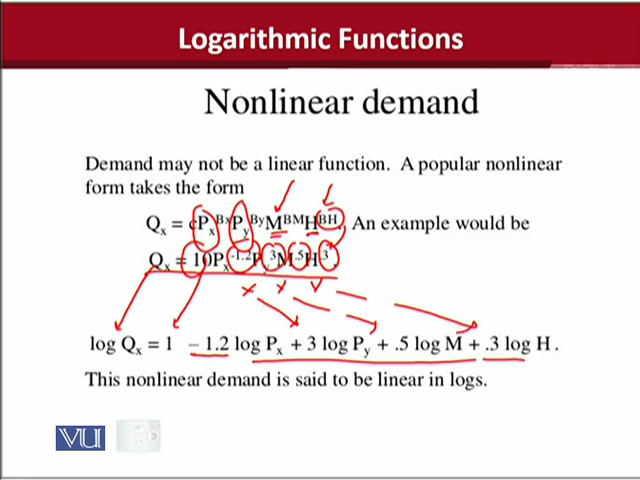 Logarithmic Functions
Nonlinear demand
Demand may not be a linear function. A popular nonlinear
form takes the form
Qx = cPx^Bx Py^By M^BM H^BH, An example would be
Qx = 10Px^-1.2 P^3 M^.5 H^.3
log Qx = 1 – 1.2 log Px + 3 log Py + .5 log M + .3 log H .
This nonlinear demand is said to be linear in logs.
VU